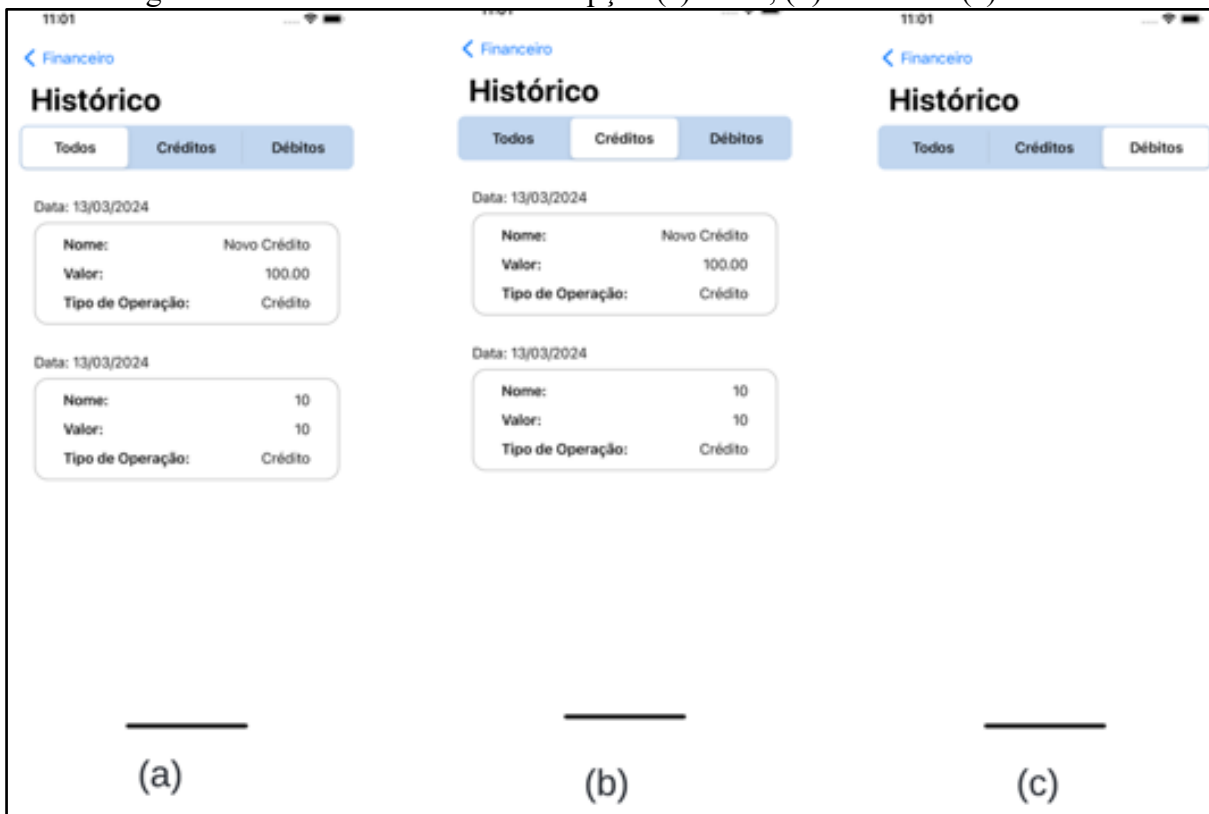 11:01
Financeiro
Histórico
Todos Créditos Débitos
Data: 13/03/2024
Nome: Novo Crédito
Valor: 100.00
Tipo de Operação: Crédito
Data: 13/03/2024
Nome: 10
Valor: 10
Tipo de Operação: Crédito
(a)
Financeiro
Histórico
Todos Créditos Débitos
Data: 13/03/2024
Nome: Novo Crédito
Valor: 100.00
Tipo de Operação: Crédito
Data: 13/03/2024
Nome: 10
Valor: 10
Tipo de Operação: Crédito
(b)
11:01
Financeiro
Histórico
Todos Créditos Débitos
(c)